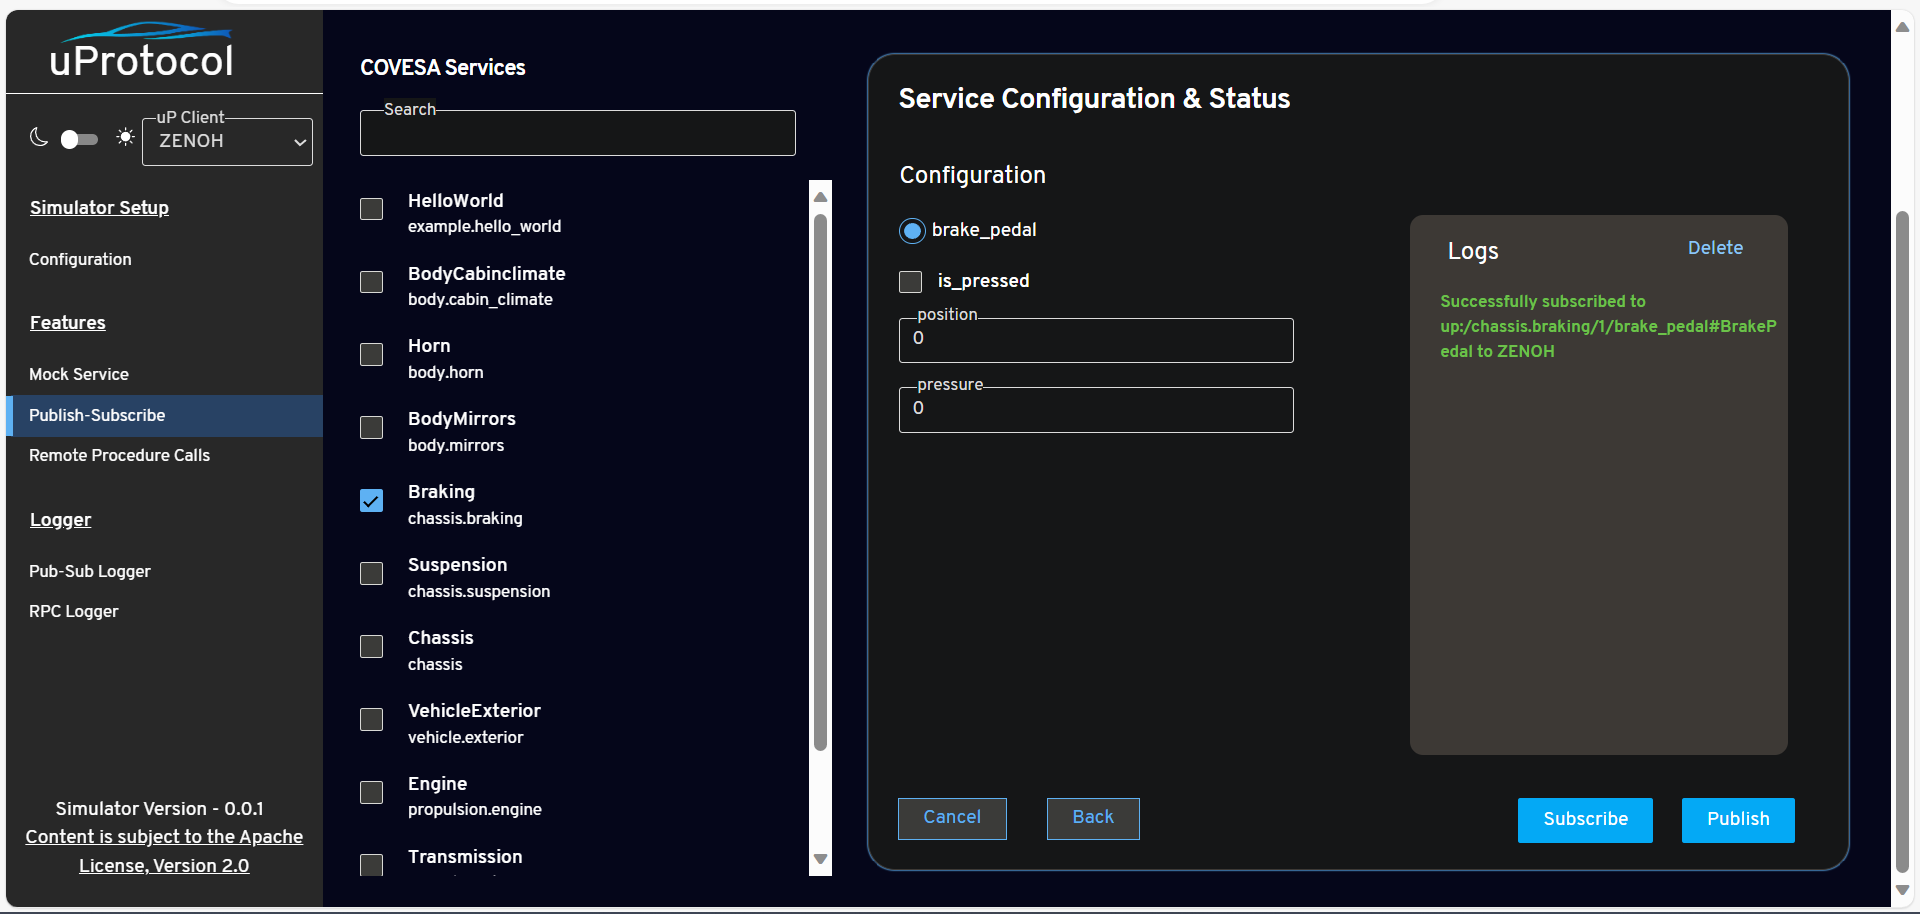 uProtocol
uP Client
ZENOH
Simulator Setup
Configuration
Features
Mock Service
Publish-Subscribe
Remote Procedure Calls
Logger
Pub-Sub Logger
RPC Logger
Simulator Version - 0.0.1
Content is subject to the Apache
License, Version 2.0
COVESA Services
Search
HelloWorld
example.hello_world
BodyCabinclimate
body.cabin_climate
Horn
body.horn
BodyMirrors
body.mirrors
Braking
chassis.braking
Suspension
chassis.suspension
Chassis
chassis
VehicleExterior
vehicle.exterior
Engine
propulsion.engine
Transmission
Service Configuration & Status
Configuration
brake_pedal
is_pressed
position
0
pressure
0
Logs
Delete
Successfully subscribed to
up:/chassis.braking/1/brake_pedal#BrakeP
edal to ZENOH
Cancel
Back
Subscribe
Publish